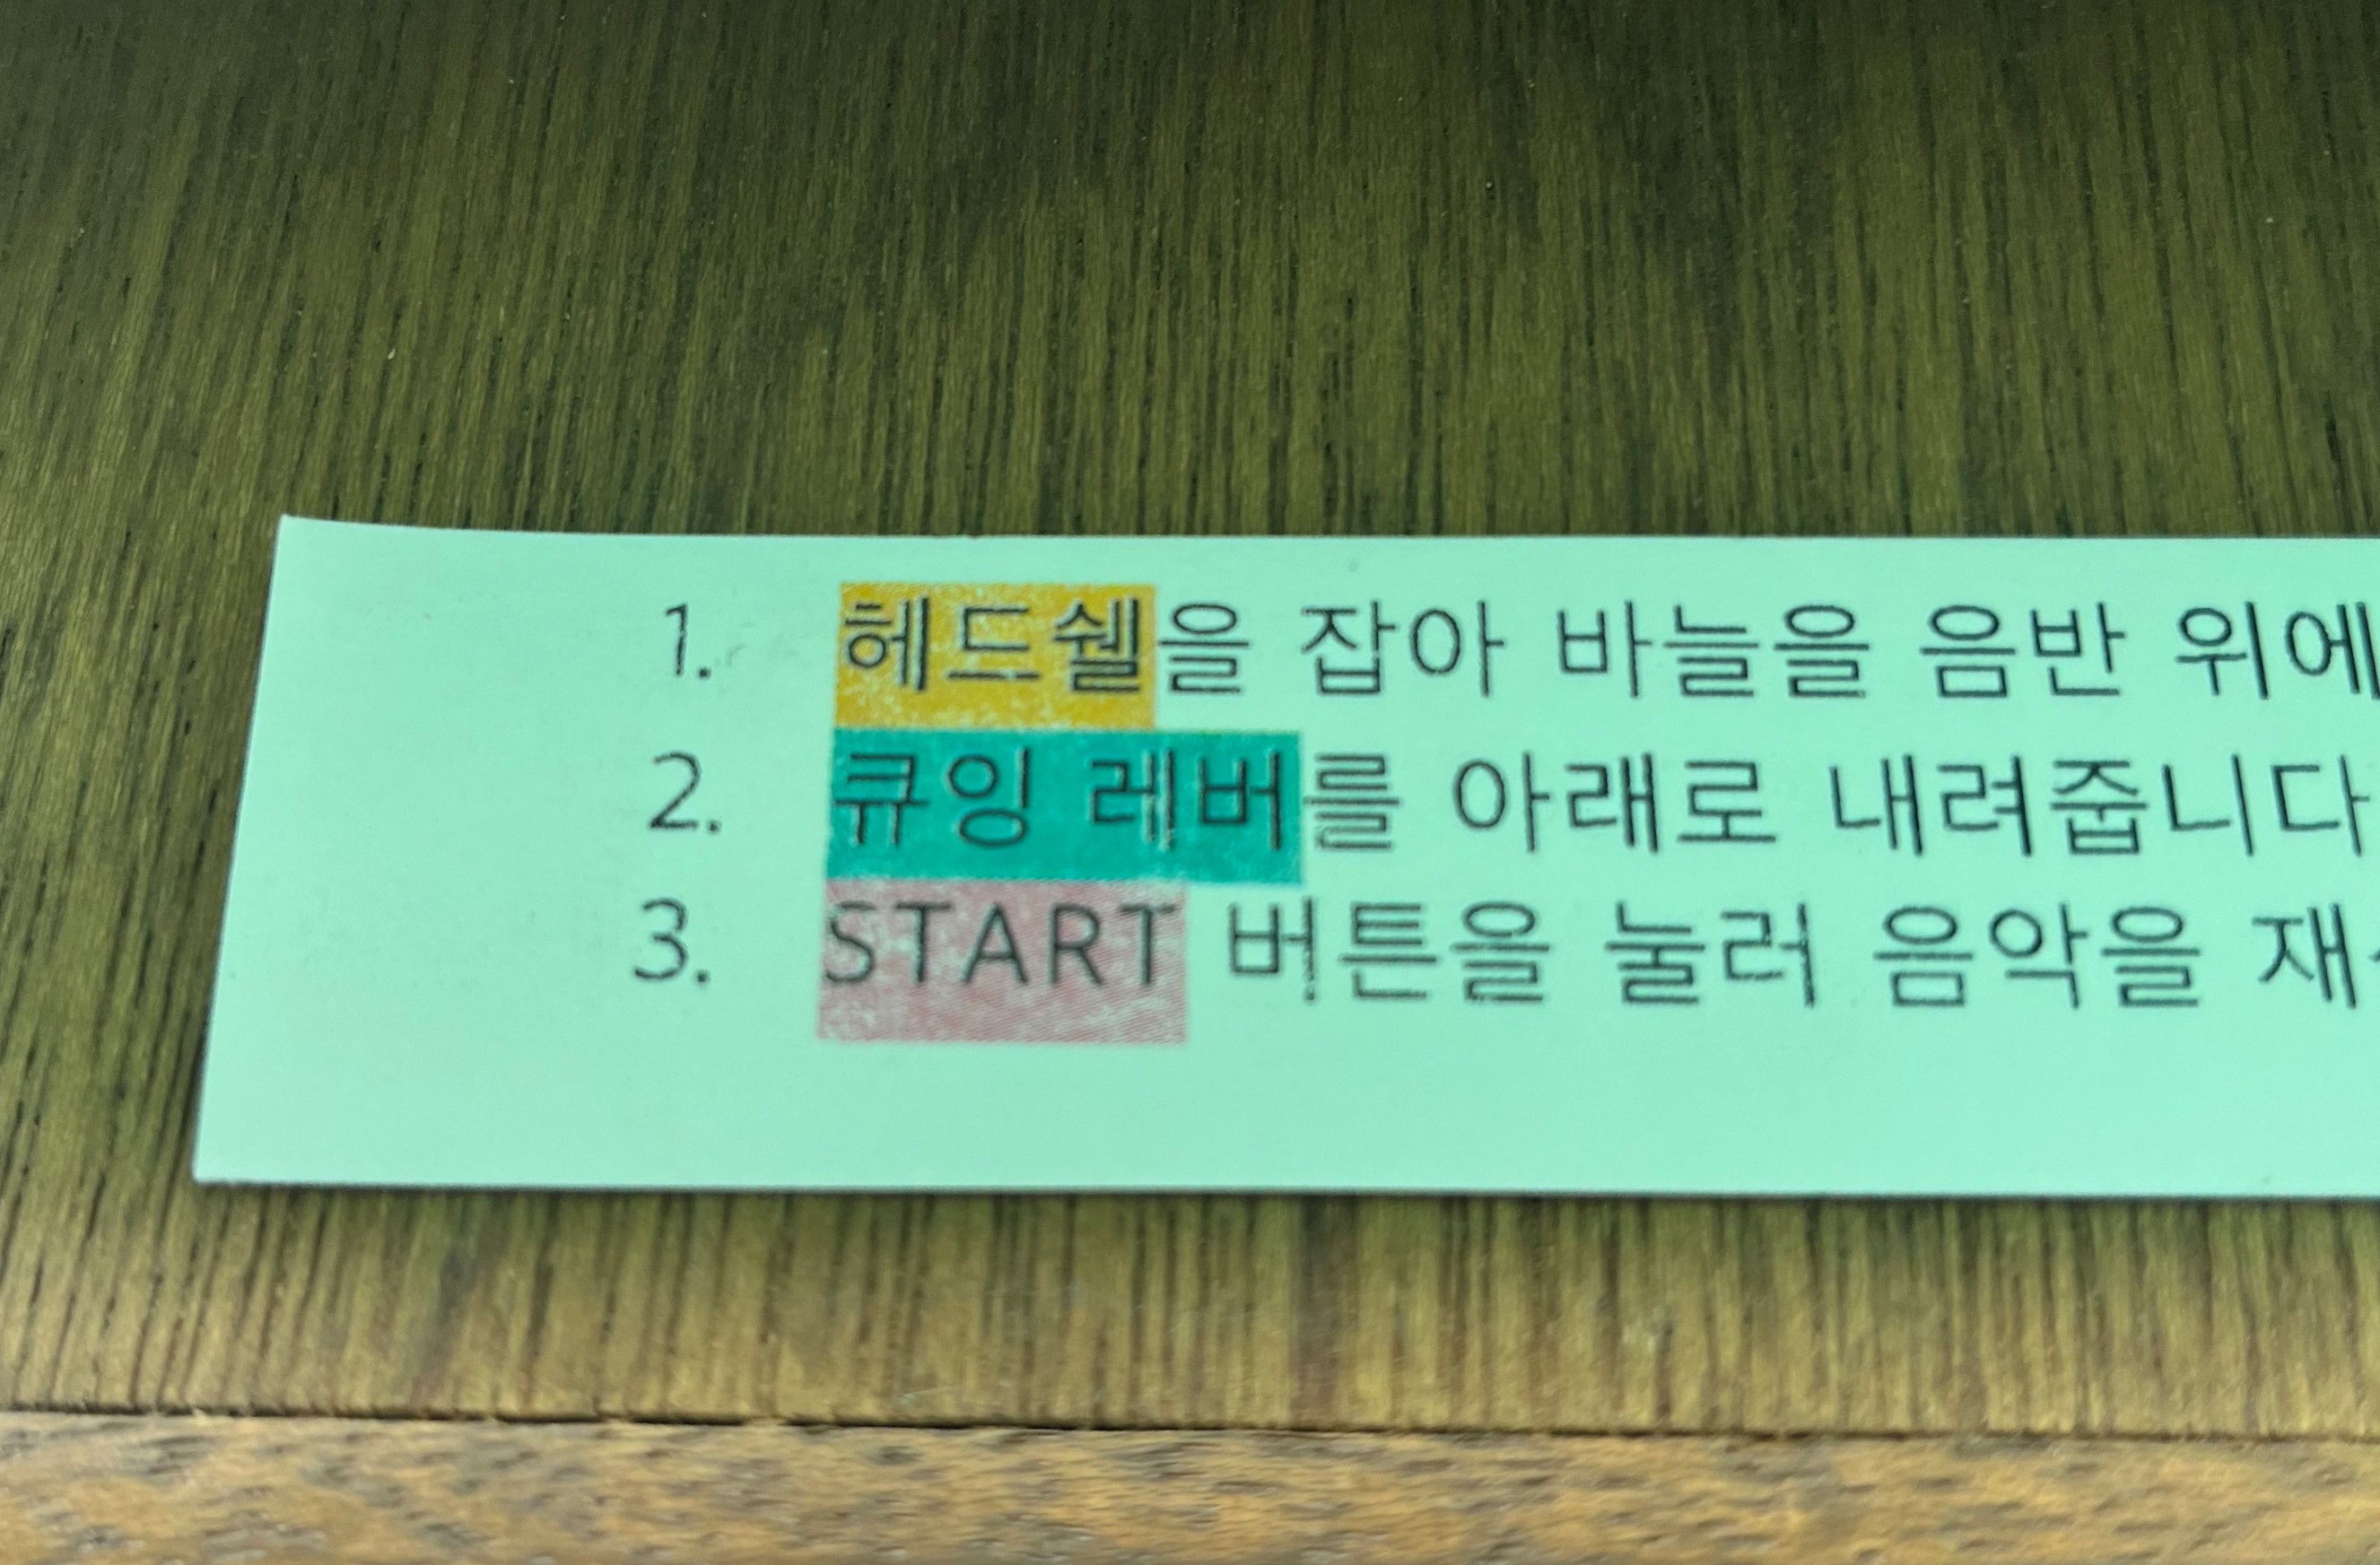 1. 헤드쉘을 잡아 바늘을 음반 위에
2. 큐잉 레버를 아래로 내려줍니다
3. START 버튼을 눌러 음악을 재